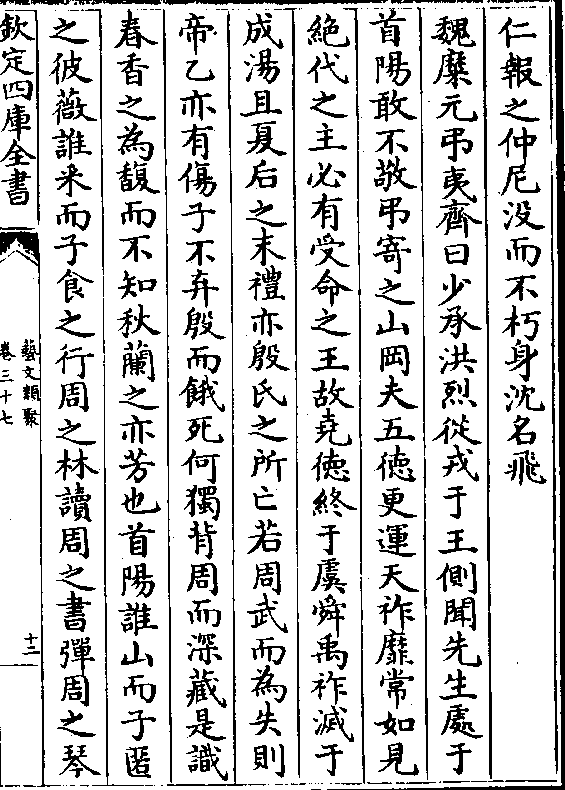 仁報之仲尼没而不朽身沈名飛
魏糜元弔夷齊曰少承洪烈從戎于王側聞先生處于
首陽敢不敬弔寄之山岡夫五徳更運天祚靡常如見
絶代之主必有受命之王故堯徳終于虞舜禹祚滅于
成湯且夏后之末禮亦殷氏之所亡若周武而為失則
帝乙亦有傷子不弃殷而餓死何獨背周而深藏是識
春香之為馥而不知秋蘭之亦芳也首陽誰山而子匿
之彼薇誰采而子食之行周之林讀周之書彈周之琴
欽定四庫全書
藝文類聚
卷三十七
十三